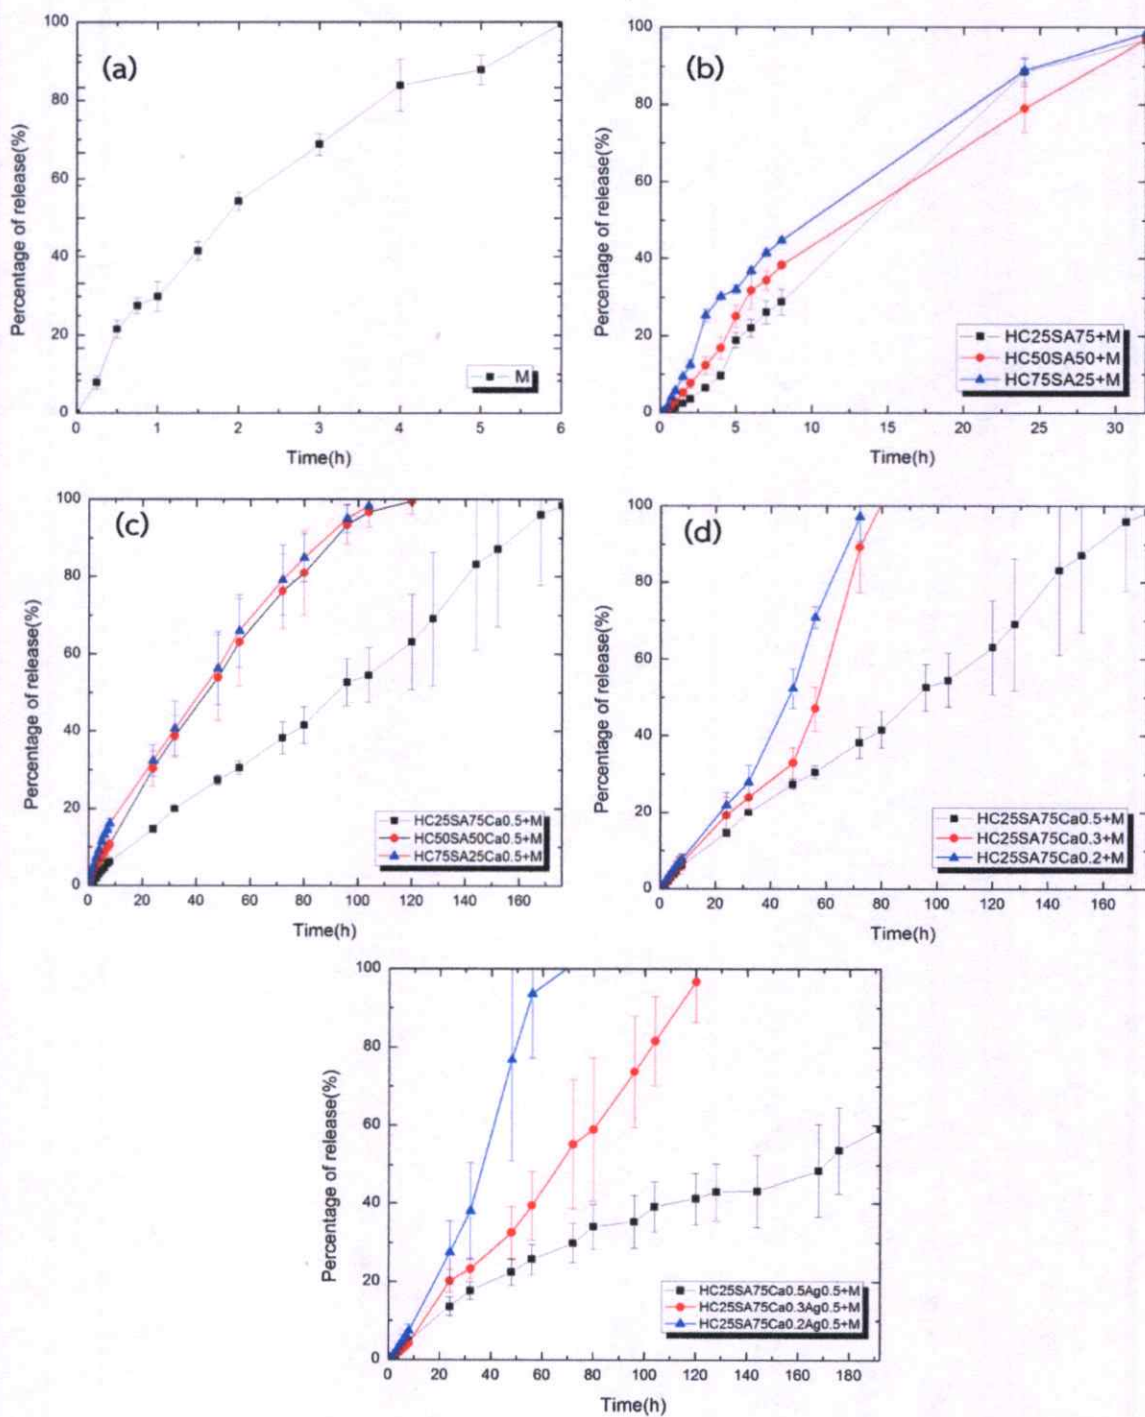 (a)
Percentage of release(%)
100
80
60
40
20
0
0 1 2 3 4 5 6
Time(h)
M
(b)
Percentage of release(%)
100
80
60
40
20
0
0 5 10 15 20 25 30
Time(h)
HC25SA75+M
HC50SA50+M
HC75SA25+M
(c)
Percentage of release(%)
100
80
60
40
20
0
0 20 40 60 80 100 120 140 160
Time(h)
HC25SA75Ca0.5+M
HC50SA50Ca0.5+M
HC75SA25Ca0.5+M
(d)
Percentage of release(%)
100
80
60
40
20
0
0 20 40 60 80 100 120 140 160
Time(h)
HC25SA75Ca0.5+M
HC25SA75Ca0.3+M
HC25SA75Ca0.2+M
Percentage of release(%)
100
80
60
40
20
0
0 20 40 60 80 100 120 140 160 180
Time(h)
HC25SA75Ca0.5Ag0.5+M
HC25SA75Ca0.3Ag0.5+M
HC25SA75Ca0.2Ag0.5+M